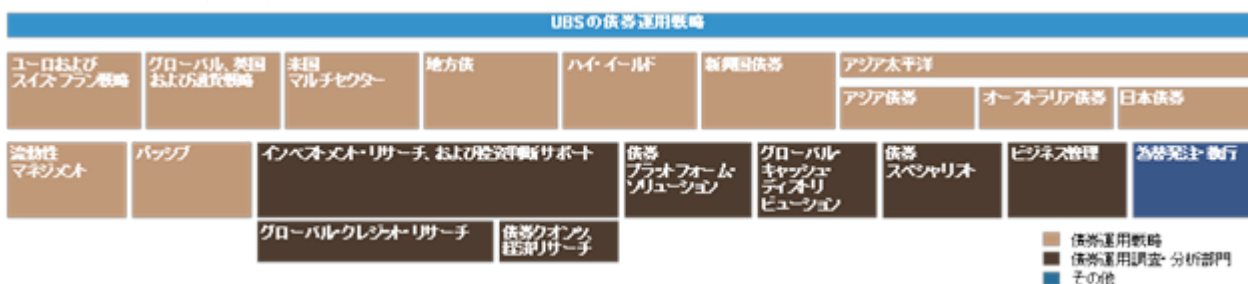 UBSの債券運用戦略
ユーロおよび
スイス・フラン戦略
グローバル、英国
および通貨戦略
米国
マルチセクター
地方債
ハイ・イールド
新興国債券
アジア太平洋
アジア債券
オーストラリア債券
日本債券
流動性
マネジメント
パッシブ
インベストメント・リサーチ、および投資判断サポート
債券
プラットフォーム・
ソリューション
グローバル・
キャッシュ・
ディストリ
ビューション
債券
スペシャリスト
ビジネス管理
為替発注・執行
グローバル・クレジット・リサーチ
債券クオンツ、
経済リサーチ
債券運用戦略
債券運用調査・分析部門
その他